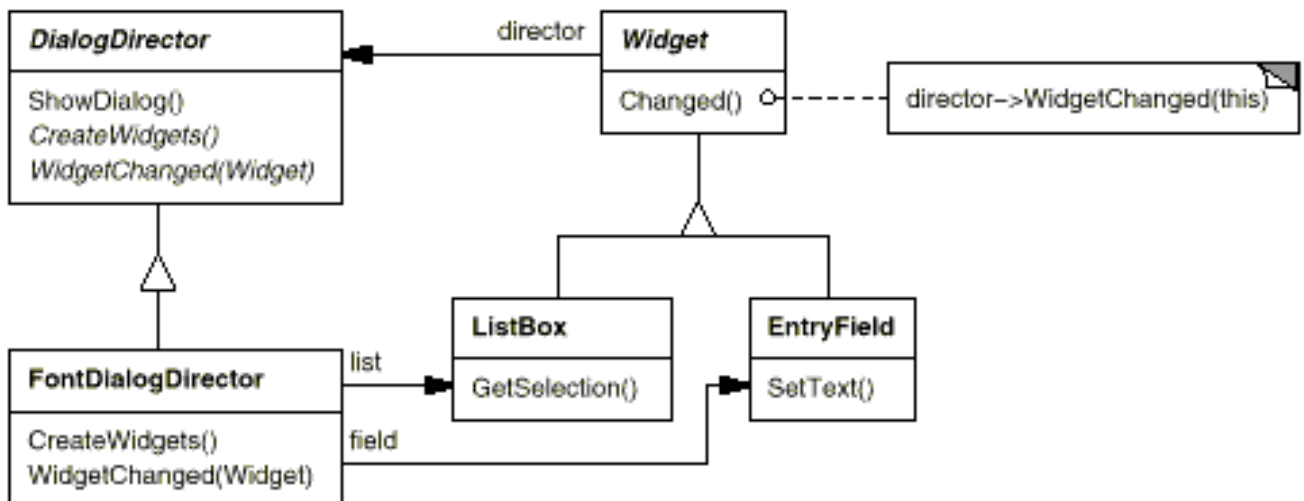 DialogDirector
ShowDialog()
CreateWidgets()
WidgetChanged(Widget)
director
Widget
Changed()
director->WidgetChanged(this)
FontDialogDirector
CreateWidgets()
WidgetChanged(Widget)
list
field
ListBox
GetSelection()
EntryField
SetText()